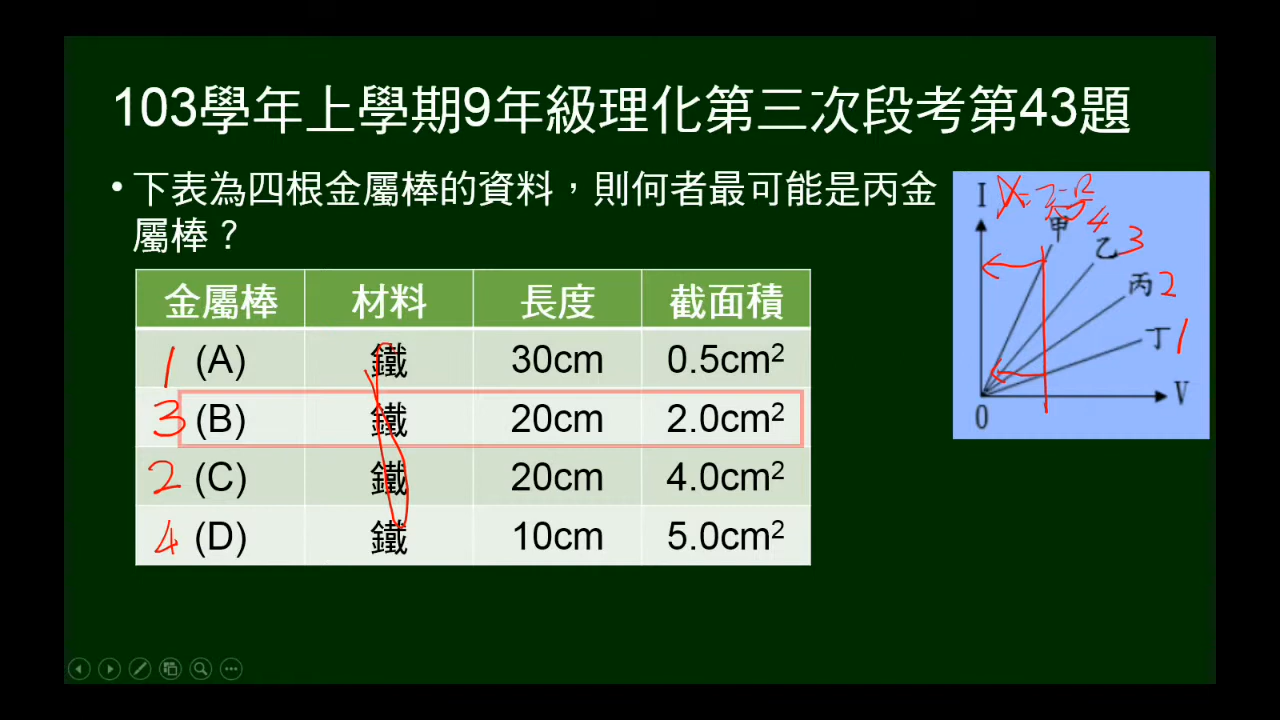 103學年上學期9年級理化第三次段考第43題
• 下表為四根金屬棒的資料，則何者最可能是丙金
屬棒？
金屬棒 材料 長度 截面積
1 (A) 鐵 30cm 0.5cm²
3 (B) 鐵 20cm 2.0cm²
2 (C) 鐵 20cm 4.0cm²
4 (D) 鐵 10cm 5.0cm²
I
甲 4
乙 3
丙 2
丁 1
V
0